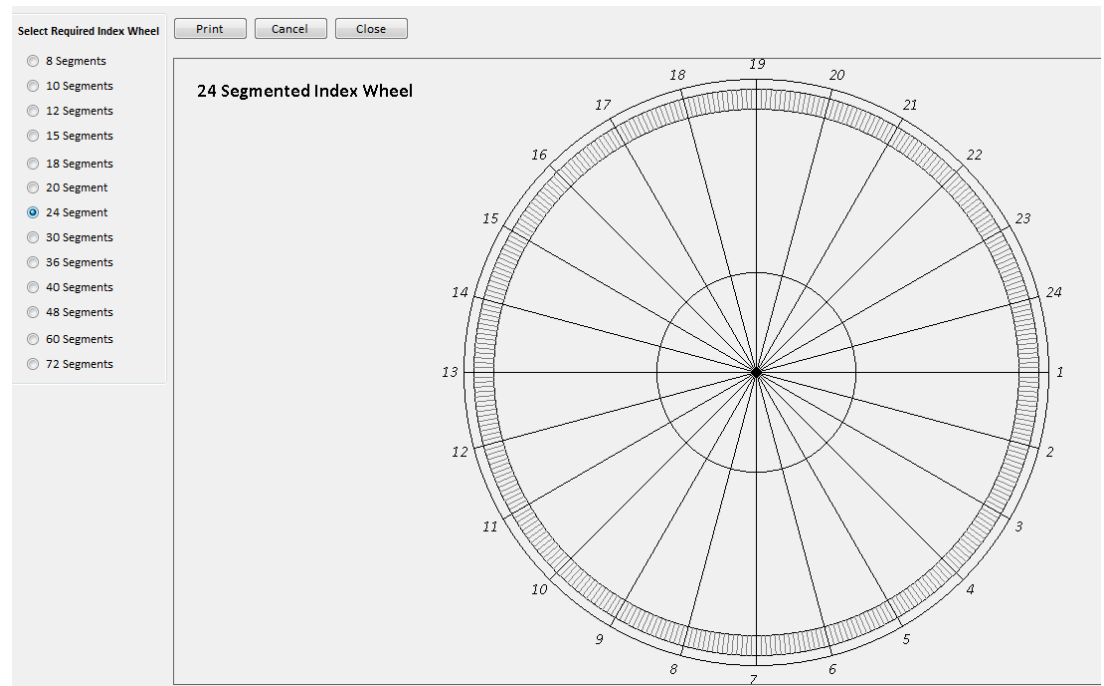 Select Required Index Wheel
Print Cancel Close
8 Segments
10 Segments
12 Segments
15 Segments
18 Segments
20 Segment
24 Segment
30 Segments
36 Segments
40 Segments
48 Segments
60 Segments
72 Segments
24 Segmented Index Wheel
19
18 20
17 21
16 22
15 23
14 24
13 1
12 2
11 3
10 4
9 5
8 6
7